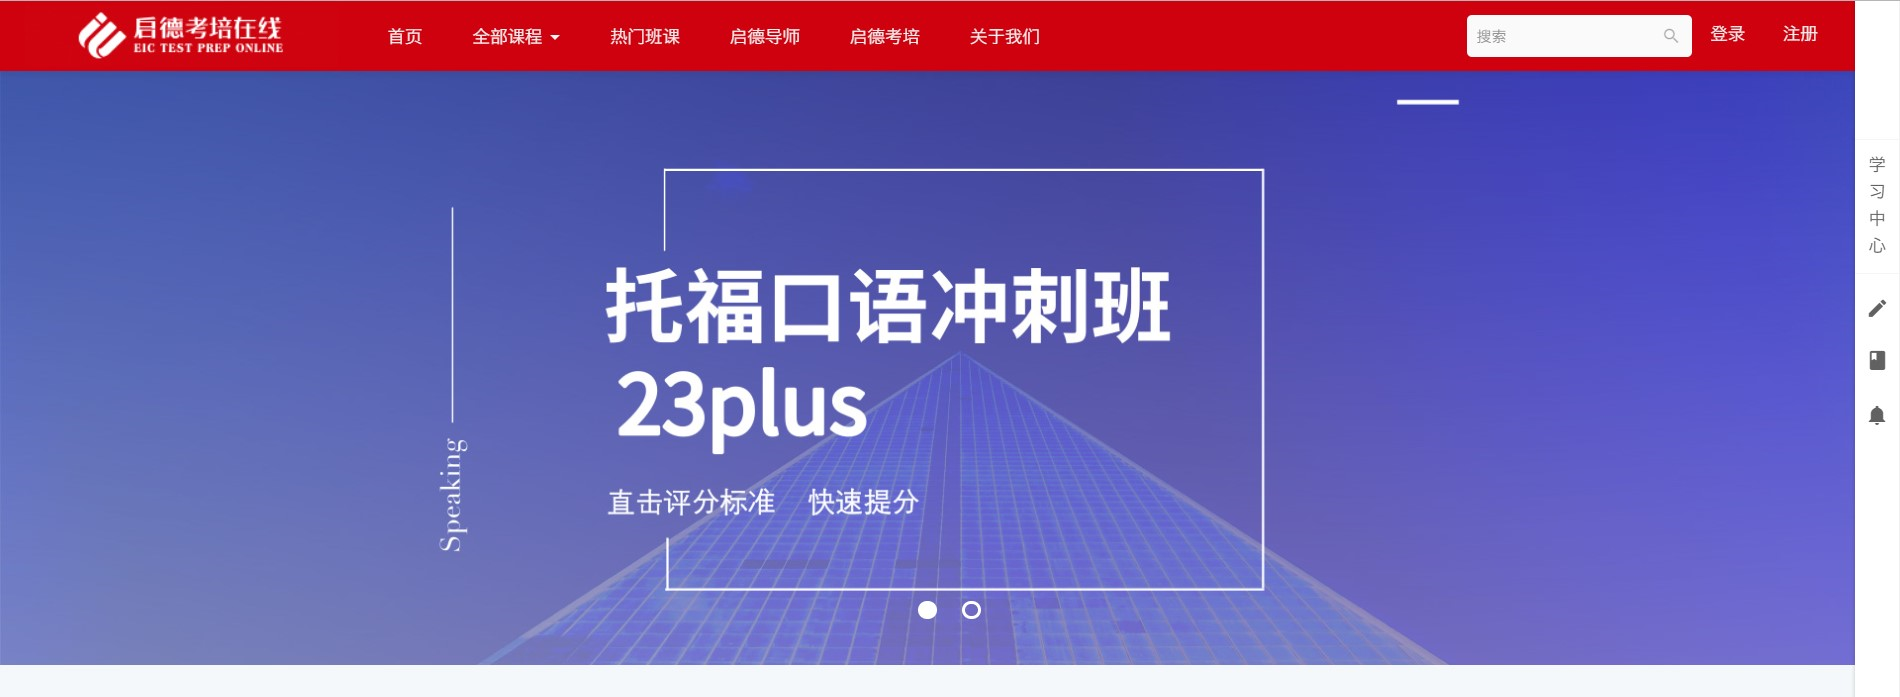 启德考培在线
EIC TEST PREP ONLINE
首页 全部课程 热门班课 启德导师 启德考培 关于我们
搜索
登录 注册
托福口语冲刺班
23plus
直击评分标准 快速提分
Speaking
学
习
中
心